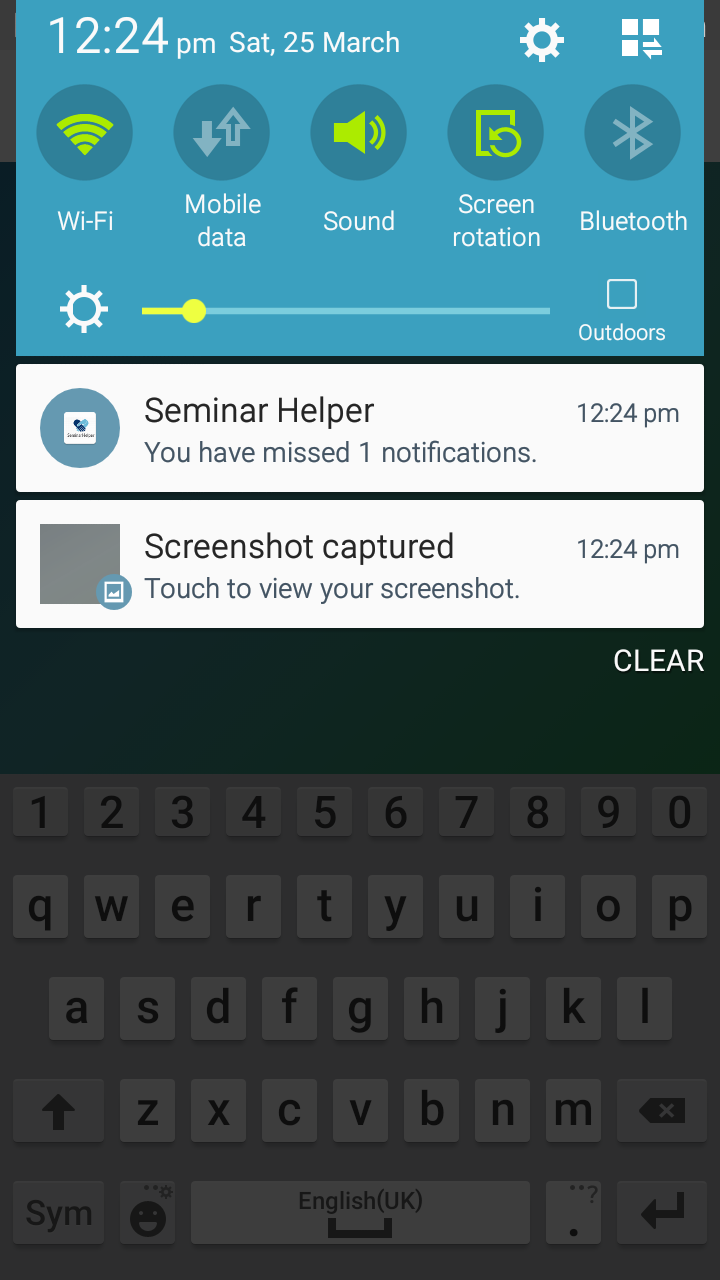 12:24 pm Sat, 25 March
Wi-Fi
Mobile data
Sound
Screen rotation
Bluetooth
Outdoors
Seminar Helper
Seminar Helper 12:24 pm
You have missed 1 notifications.
Screenshot captured 12:24 pm
Touch to view your screenshot.
CLEAR
1 2 3 4 5 6 7 8 9 0
q w e r t y u i o p
a s d f g h j k l
z x c v b n m
Sym English(UK) . ?